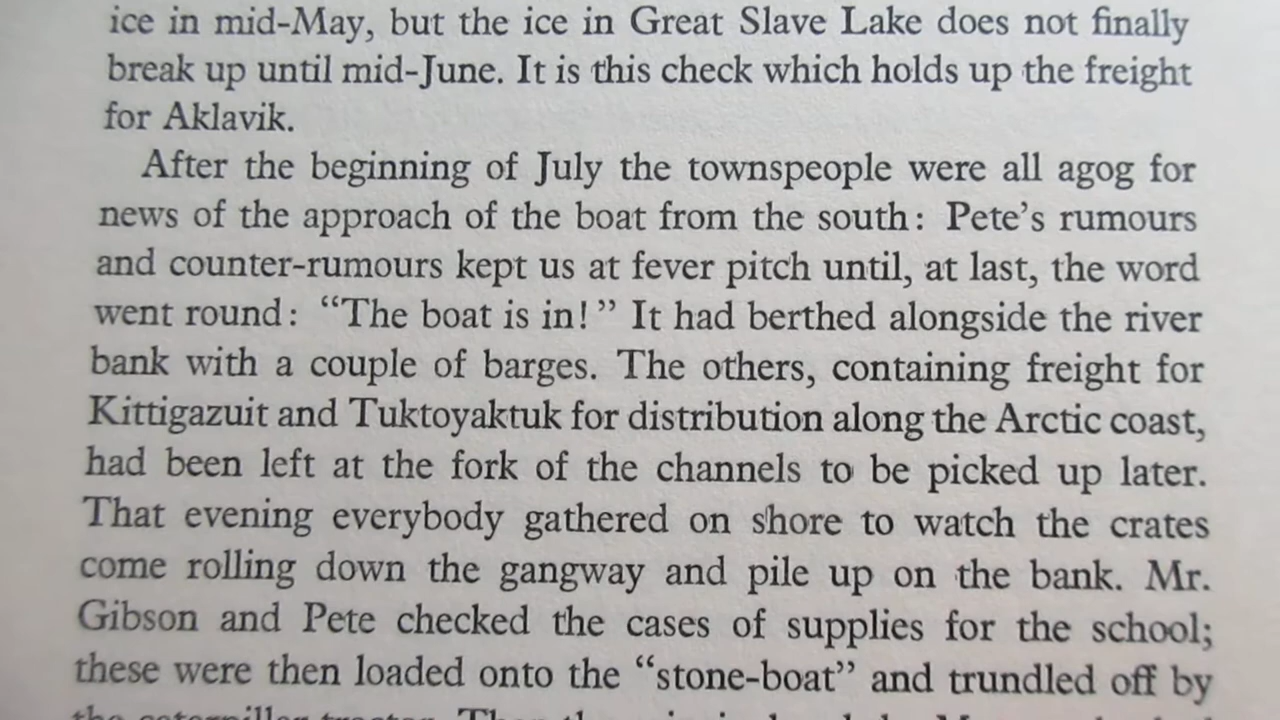 ice in mid-May, but the ice in Great Slave Lake does not finally
break up until mid-June. It is this check which holds up the freight
for Aklavik.
After the beginning of July the townspeople were all agog for
news of the approach of the boat from the south: Pete's rumours
and counter-rumours kept us at fever pitch until, at last, the word
went round: “The boat is in!” It had berthed alongside the river
bank with a couple of barges. The others, containing freight for
Kittigazuit and Tuktoyaktuk for distribution along the Arctic coast,
had been left at the fork of the channels to be picked up later.
That evening everybody gathered on shore to watch the crates
come rolling down the gangway and pile up on the bank. Mr.
Gibson and Pete checked the cases of supplies for the school;
these were then loaded onto the “stone-boat” and trundled off by
the caterpillar tractor. Then the